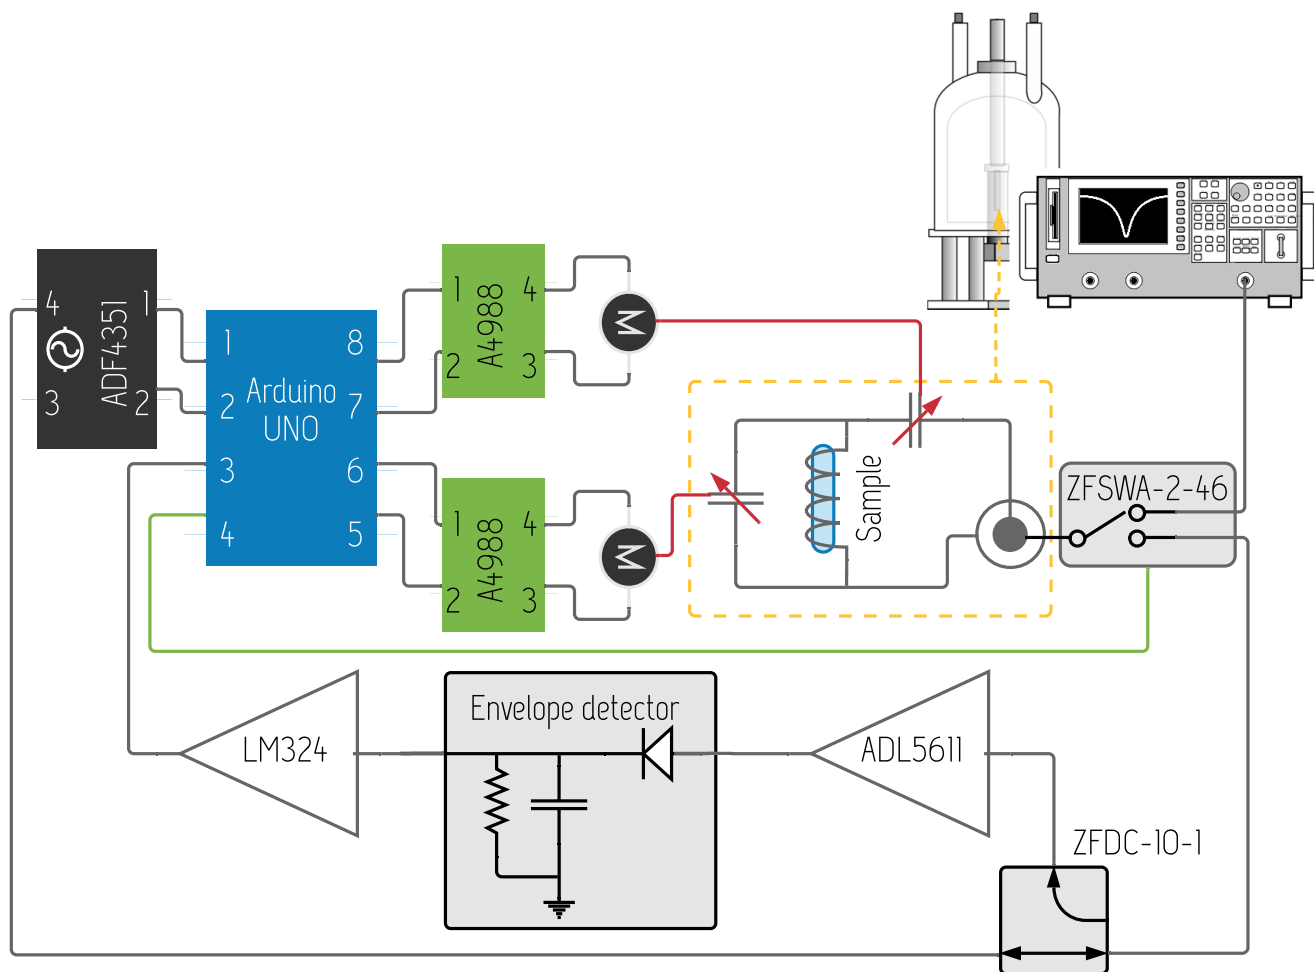 4
1
ADF4351
3
2
1
8
Arduino
UNO
2
7
3
6
4
5
1
4
A4988
2
3
M
1
4
A4988
2
3
M
Sample
ZFSWA-2-46
LM324
Envelope detector
ADL5611
ZFDC-10-1